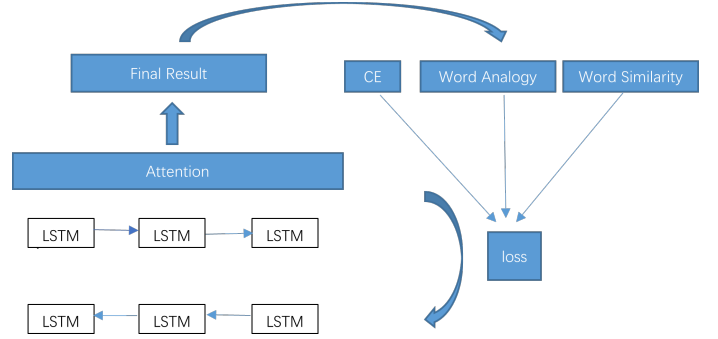 Final Result
CE
Word Analogy
Word Similarity
Attention
LSTM
LSTM
LSTM
loss
LSTM
LSTM
LSTM